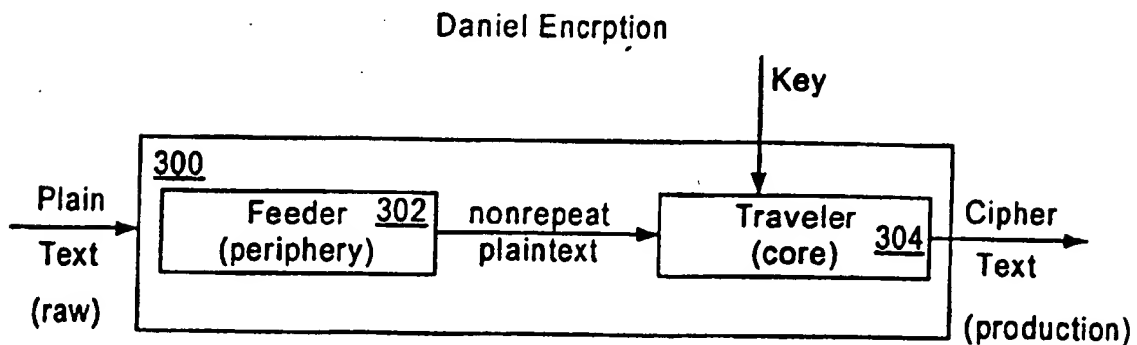 Daniel Encrption
Key
300
Plain
Text
(raw)
Feeder 302
(periphery)
nonrepeat
plaintext
Traveler
(core) 304
Cipher
Text
(production)